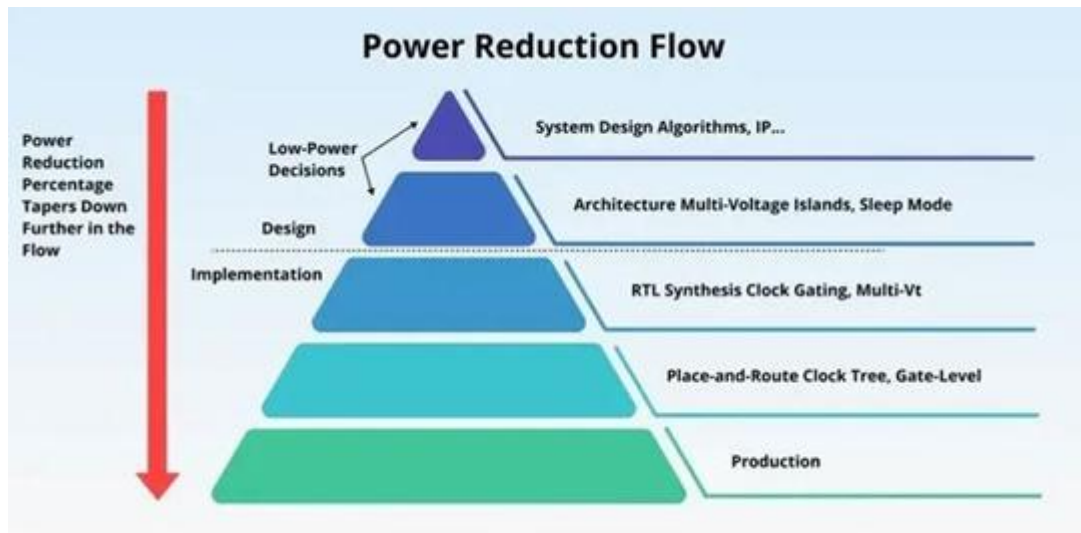 Power Reduction Flow
Power
Reduction
Percentage
Tapers Down
Further in the
Flow
Low-Power
Decisions
Design
Implementation
System Design Algorithms, IP...
Architecture Multi-Voltage Islands, Sleep Mode
RTL Synthesis Clock Gating, Multi-Vt
Place-and-Route Clock Tree, Gate-Level
Production